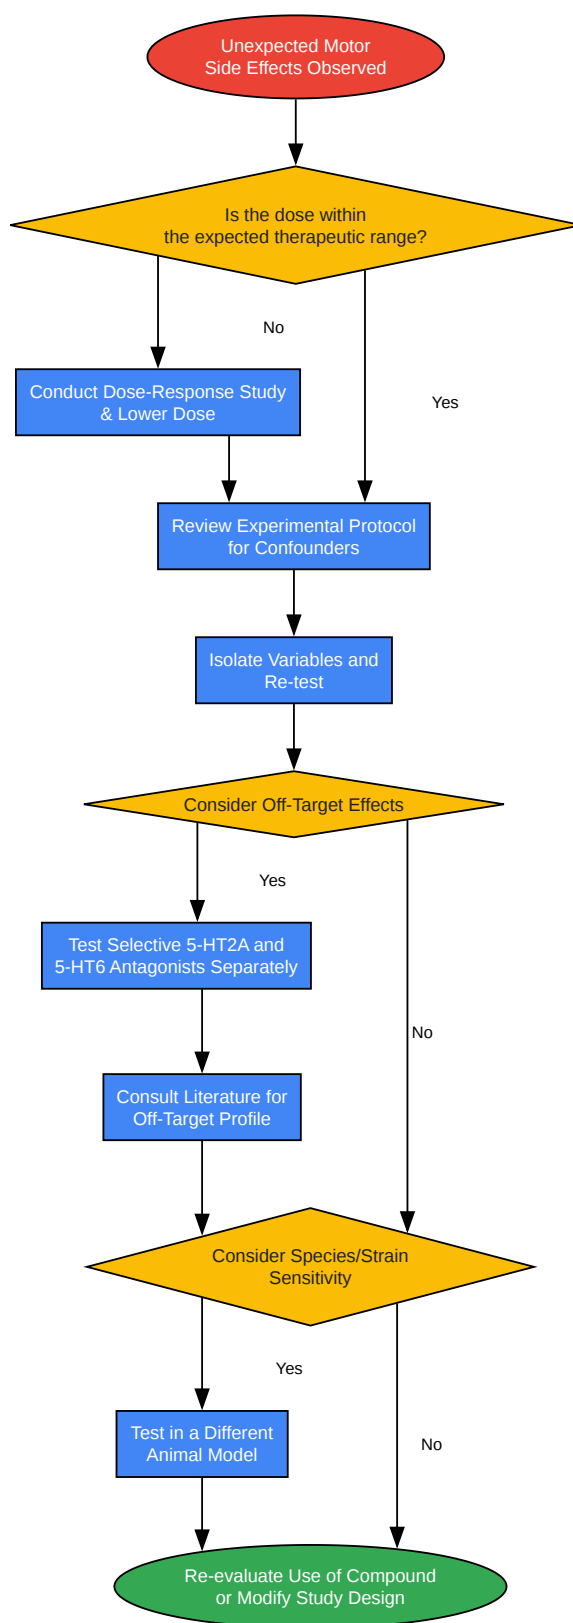 Unexpected Motor
Side Effects Observed
Is the dose within
the expected therapeutic range?
No
Yes
Conduct Dose-Response Study
& Lower Dose
Review Experimental Protocol
for Confounders
Isolate Variables and
Re-test
Consider Off-Target Effects
Yes
Test Selective 5-HT2A and
5-HT6 Antagonists Separately
No
Consult Literature for
Off-Target Profile
Consider Species/Strain
Sensitivity
Yes
Test in a Different
Animal Model
No
Re-evaluate Use of Compound
or Modify Study Design